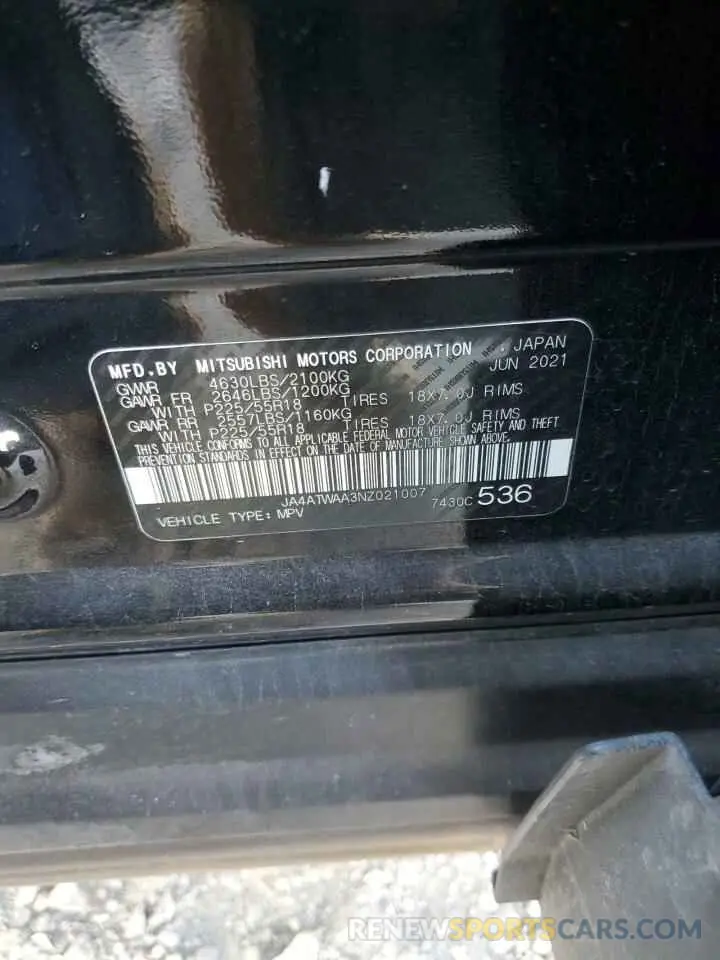 MFD.BY MITSUBISHI MOTORS CORPORATION , JAPAN
GVWR 4630LBS/2100KG JUN 2021
GAWR FR 2646LBS/1200KG
WITH P225/55R18 TIRES 18X7.0J RIMS
GAWR RR 2557LBS/1160KG
WITH P225/55R18 TIRES 18X7.0J RIMS
THIS VEHICLE CONFORMS TO ALL APPLICABLE FEDERAL MOTOR VEHICLE SAFETY AND THEFT
PREVENTION STANDARDS IN EFFECT ON THE DATE OF MANUFACTURE SHOWN ABOVE.
JA4ATWAA3NZ021007
VEHICLE TYPE: MPV 7430C 536
RENEWSPORTSCARS.COM